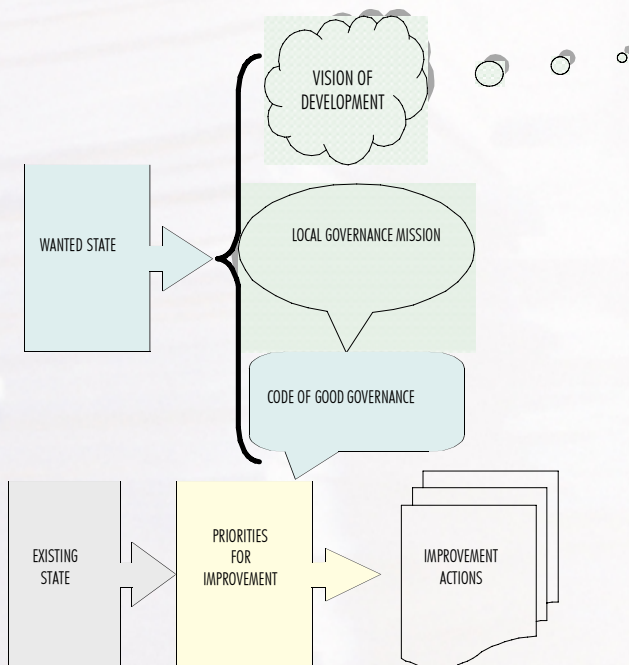 VISION OF
DEVELOPMENT
WANTED STATE
LOCAL GOVERNANCE MISSION
CODE OF GOOD GOVERNANCE
EXISTING
STATE
PRIORITIES
FOR
IMPROVEMENT
IMPROVEMENT
ACTIONS